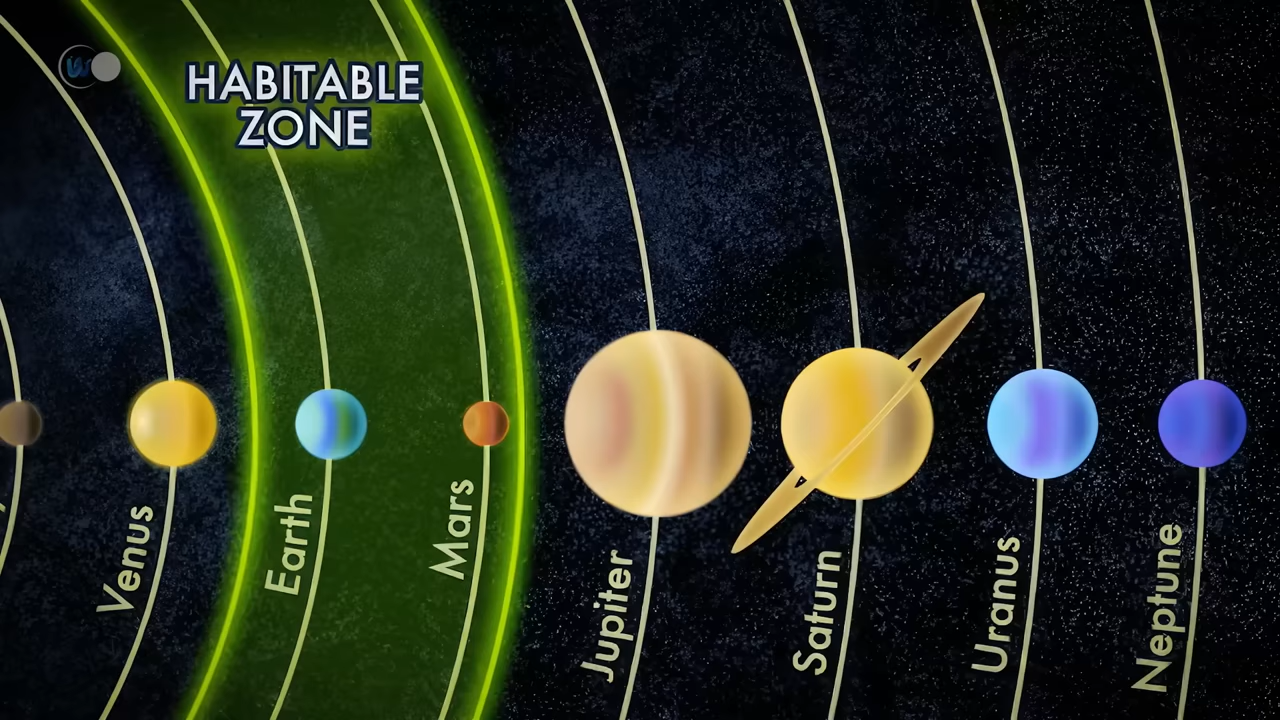 HABITABLE
ZONE
Venus
Earth
Mars
Jupiter
Saturn
Uranus
Neptune